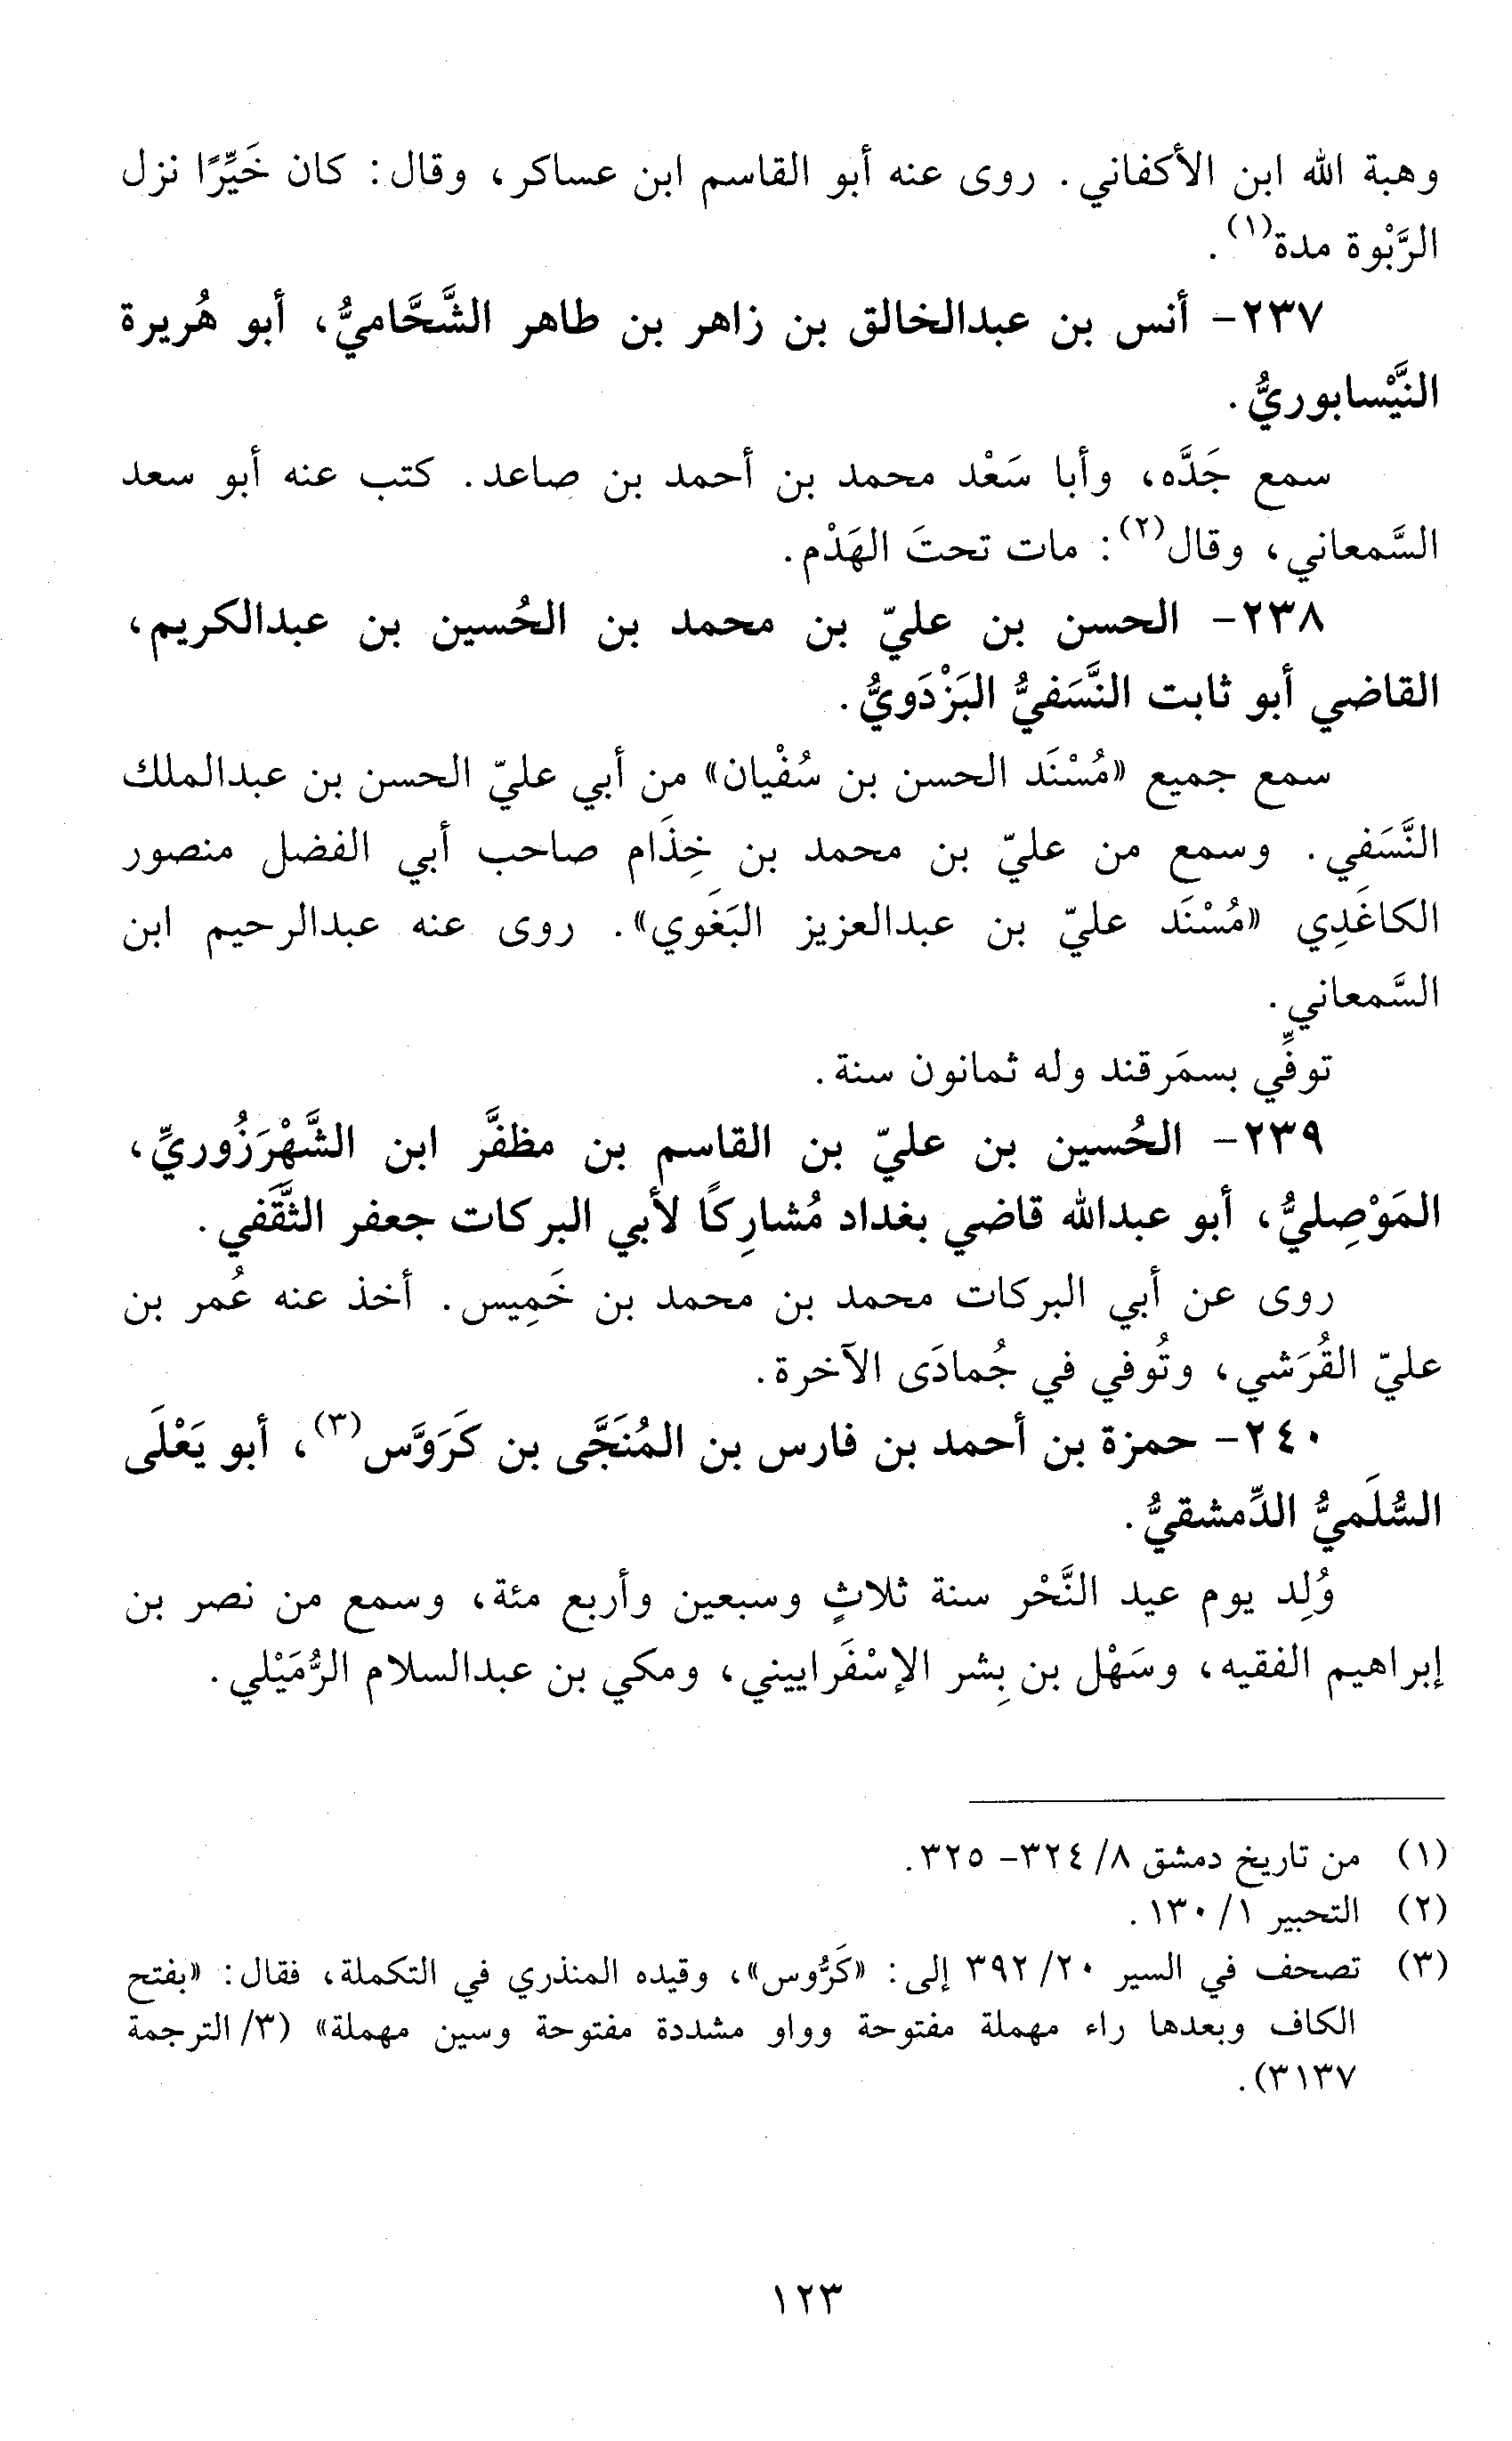 وهبة الله ابن الأكفاني. روى عنه أبو القاسم ابن عساكر، وقال: كان خَيِّرًا نزل
الرَّبْوة مدة(١).
٢٣٧- أنس بن عبدالخالق بن زاهر بن طاهر الشَّحَّاميُّ، أبو هُريرة
النَّيْسابوريُّ.
سمع جَدَّه، وأبا سَعْد محمد بن أحمد بن صاعد. كتب عنه أبو سعد
السَّمعاني، وقال(٢): مات تحتَ الهَدْم.
٢٣٨- الحسن بن عليّ بن محمد بن الحُسين بن عبدالكريم،
القاضي أبو ثابت النَّسَفيُّ البَزْدَويُّ.
سمع جميع «مُسْنَد الحسن بن سُفْيان» من أبي عليّ الحسن بن عبدالملك
النَّسَفي. وسمع من عليّ بن محمد بن خِذَام صاحب أبي الفضل منصور
الكاغَدِي «مُسْنَد عليّ بن عبدالعزيز البَغَوي». روى عنه عبدالرحيم ابن
السَّمعاني.
توفِّي بسمَرقند وله ثمانون سنة.
٢٣٩- الحُسين بن عليّ بن القاسم بن مظفَّر ابن الشَّهْرَزُوريِّ،
المَوْصِليُّ، أبو عبدالله قاضي بغداد مُشارِكًا لأبي البركات جعفر الثَّقَفي.
روى عن أبي البركات محمد بن محمد بن خَمِيس. أخذ عنه عُمر بن
عليّ القُرَشي، وتُوفي في جُمادَى الآخرة.
٢٤٠- حمزة بن أحمد بن فارس بن المُنَجَّى بن كَرَوَّس(٣)، أبو يَعْلَى
السُّلَميُّ الدِّمشقيُّ.
وُلِد يوم عيد النَّحْر سنة ثلاثٍ وسبعين وأربع مئة، وسمع من نصر بن
إبراهيم الفقيه، وسَهْل بن بِشر الإسْفَراييني، ومكي بن عبدالسلام الرُّمَيْلي.
(١) من تاريخ دمشق ٨/ ٣٢٤- ٣٢٥.
(٢) التحبير ١/ ١٣٠.
(٣) تصحف في السير ٢٠/ ٣٩٢ إلى: «كَرُّوس»، وقيده المنذري في التكملة، فقال: «بفتح
الكاف وبعدها راء مهملة مفتوحة وواو مشددة مفتوحة وسين مهملة» (٣/ الترجمة
٣١٣٧).
١٢٣